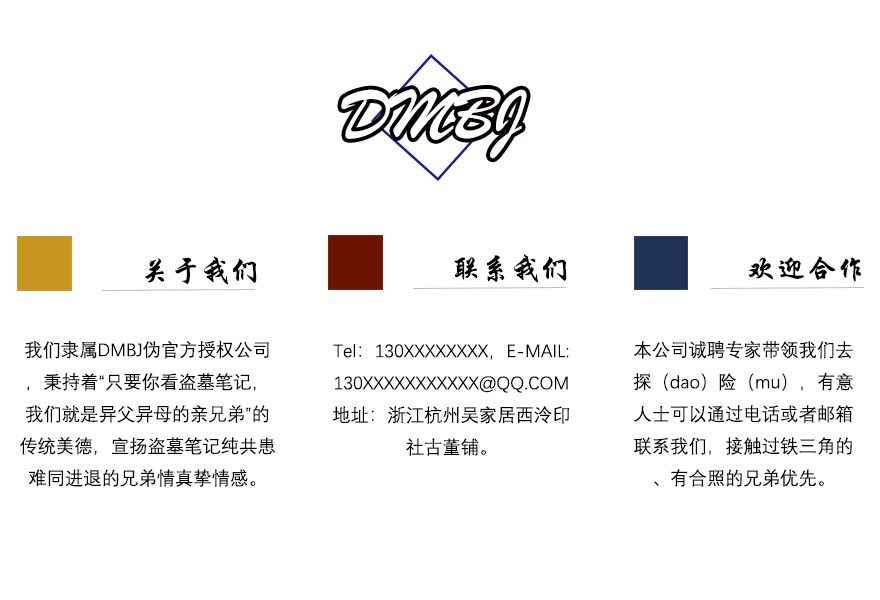 DMBJ
关于我们
我们隶属DMBJ伪官方授权公司
，秉持着“只要你看盗墓笔记，
我们就是异父异母的亲兄弟”的
传统美德，宣扬盗墓笔记纯共患
难同进退的兄弟情真挚情感。
联系我们
Tel：130XXXXXXXX，E-MAIL:
130XXXXXXXXXXX@QQ.COM
地址：浙江杭州吴家居西泠印
社古董铺。
欢迎合作
本公司诚聘专家带领我们去
探（dao）险（mu），有意
人士可以通过电话或者邮箱
联系我们，接触过铁三角的
、有合照的兄弟优先。